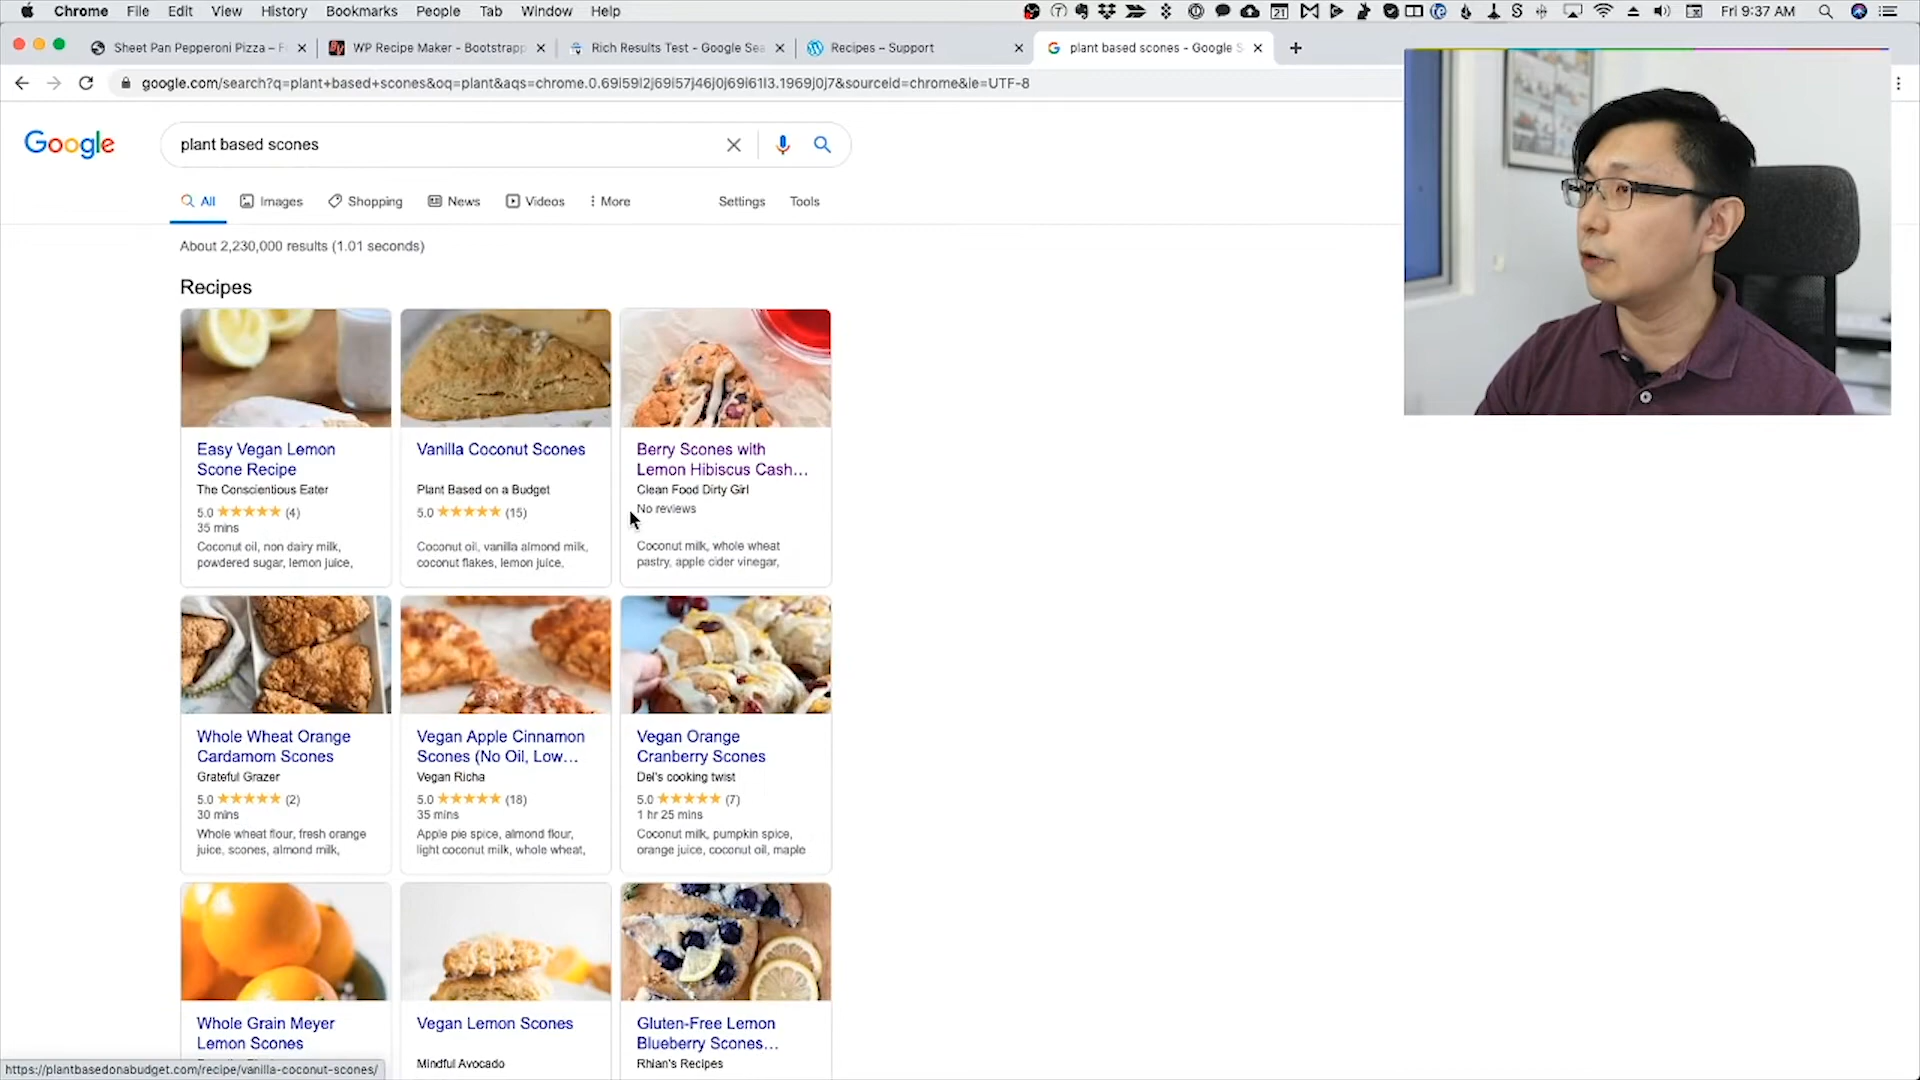 Chrome File Edit View History Bookmarks People Tab Window Help Fri 9:37 AM
Sheet Pan Pepperoni Pizza – F
WP Recipe Maker - Bootstrapp
Rich Results Test - Google Sea
Recipes – Support
plant based scones - Google S
google.com/search?q=plant+based+scones&oq=plant&aqs=chrome.0.69i59l2j69i57j46j0j69i61l3.1969j0j7&sourceid=chrome&ie=UTF-8
Google
plant based scones
All Images Shopping News Videos More Settings Tools
About 2,230,000 results (1.01 seconds)
Recipes
Easy Vegan Lemon
Scone Recipe
The Conscientious Eater
5.0 ★★★★★ (4)
35 mins
Coconut oil, non dairy milk,
powdered sugar, lemon juice,
Vanilla Coconut Scones
Plant Based on a Budget
5.0 ★★★★★ (15)
Coconut oil, vanilla almond milk,
coconut flakes, lemon juice,
Berry Scones with
Lemon Hibiscus Cash...
Clean Food Dirty Girl
No reviews
Coconut milk, whole wheat
pastry, apple cider vinegar,
Whole Wheat Orange
Cardamom Scones
Grateful Grazer
5.0 ★★★★★ (2)
30 mins
Whole wheat flour, fresh orange
juice, scones, almond milk,
Vegan Apple Cinnamon
Scones (No Oil, Low...
Vegan Richa
5.0 ★★★★★ (18)
35 mins
Apple pie spice, almond flour,
light coconut milk, whole wheat,
Vegan Orange
Cranberry Scones
Del's cooking twist
5.0 ★★★★★ (7)
1 hr 25 mins
Coconut milk, pumpkin spice,
orange juice, coconut oil, maple
Whole Grain Meyer
Lemon Scones
Vegan Lemon Scones
Mindful Avocado
Gluten-Free Lemon
Blueberry Scones...
Rhian's Recipes
https://plantbasedonabudget.com/recipe/vanilla-coconut-scones/